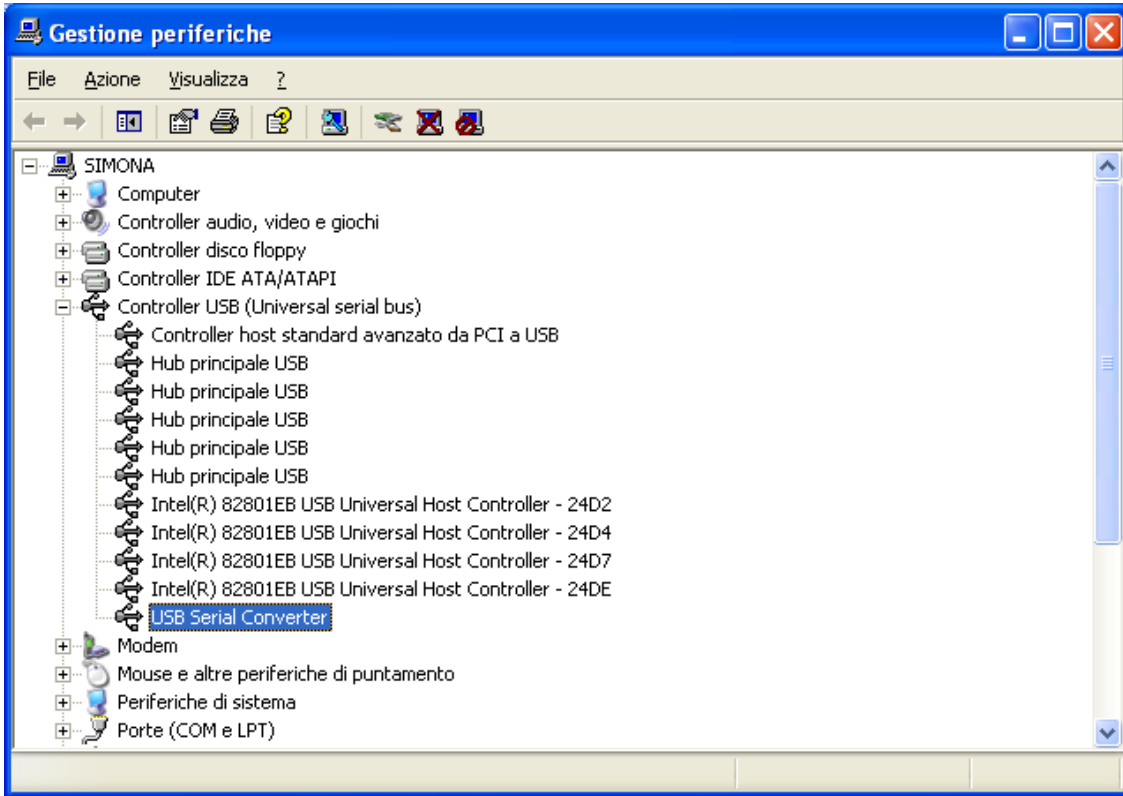 Gestione periferiche
File Azione Visualizza ?
SIMONA
Computer
Controller audio, video e giochi
Controller disco floppy
Controller IDE ATA/ATAPI
Controller USB (Universal serial bus)
Controller host standard avanzato da PCI a USB
Hub principale USB
Hub principale USB
Hub principale USB
Hub principale USB
Hub principale USB
Intel(R) 82801EB USB Universal Host Controller - 24D2
Intel(R) 82801EB USB Universal Host Controller - 24D4
Intel(R) 82801EB USB Universal Host Controller - 24D7
Intel(R) 82801EB USB Universal Host Controller - 24DE
USB Serial Converter
Modem
Mouse e altre periferiche di puntamento
Periferiche di sistema
Porte (COM e LPT)